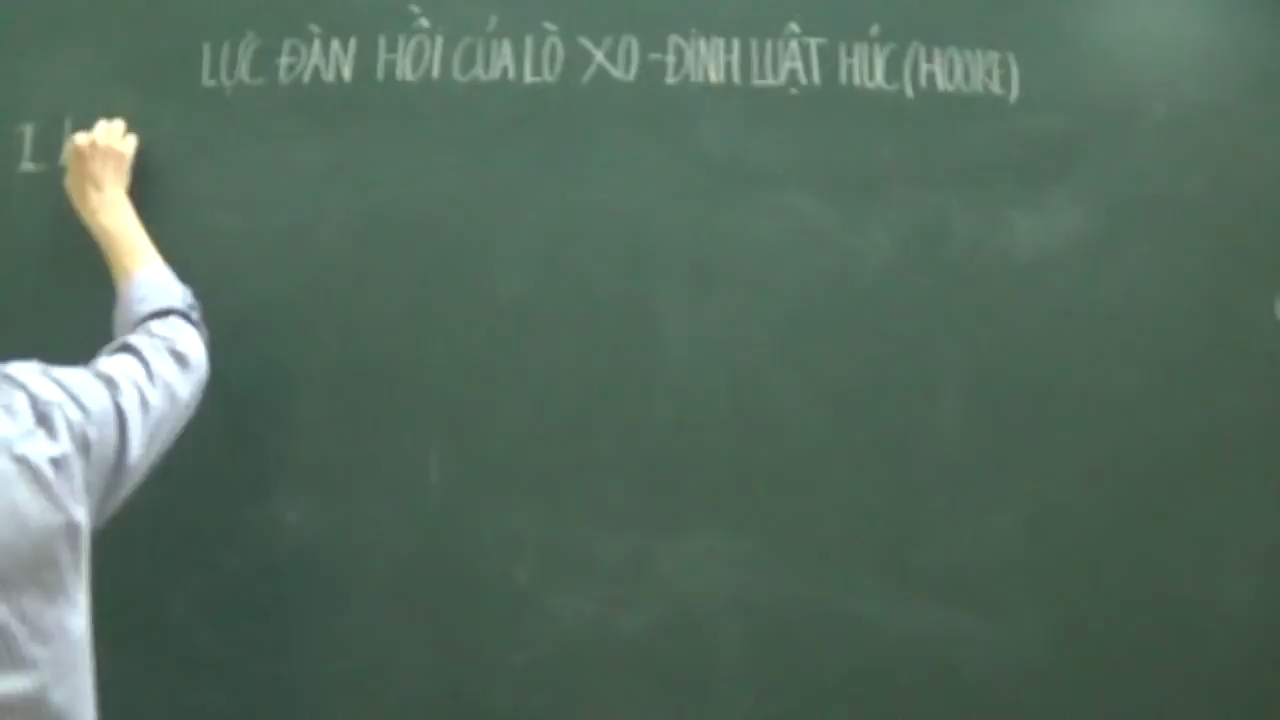 LỰC ĐÀN HỒI CỦA LÒ XO - ĐỊNH LUẬT HÚC (HOOKE)
I